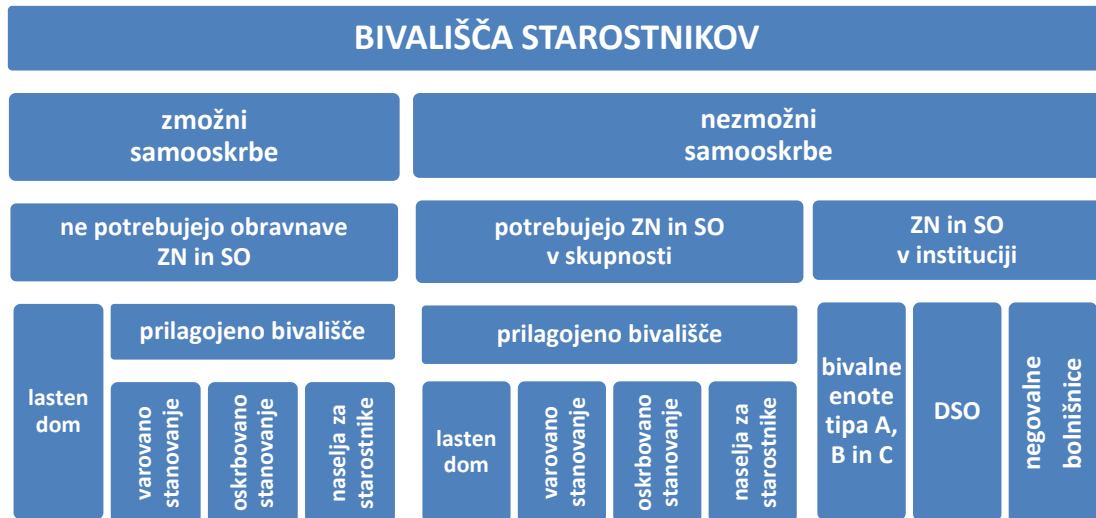 BIVALIŠČA STAROSTNIKOV
zmožni
samooskrbe
nezmožni
samooskrbe
ne potrebujejo obravnave
ZN in SO
potrebujejo ZN in SO
v skupnosti
ZN in SO
v instituciji
lasten
dom
prilagojeno bivališče
varovano
stanovanje
oskrbovano
stanovanje
naselja za
starostnike
prilagojeno bivališče
lasten
dom
varovano
stanovanje
oskrbovano
stanovanje
naselja za
starostnike
bivalne
enote
tipa A,
B in C
DSO
negovalne
bolnišnice